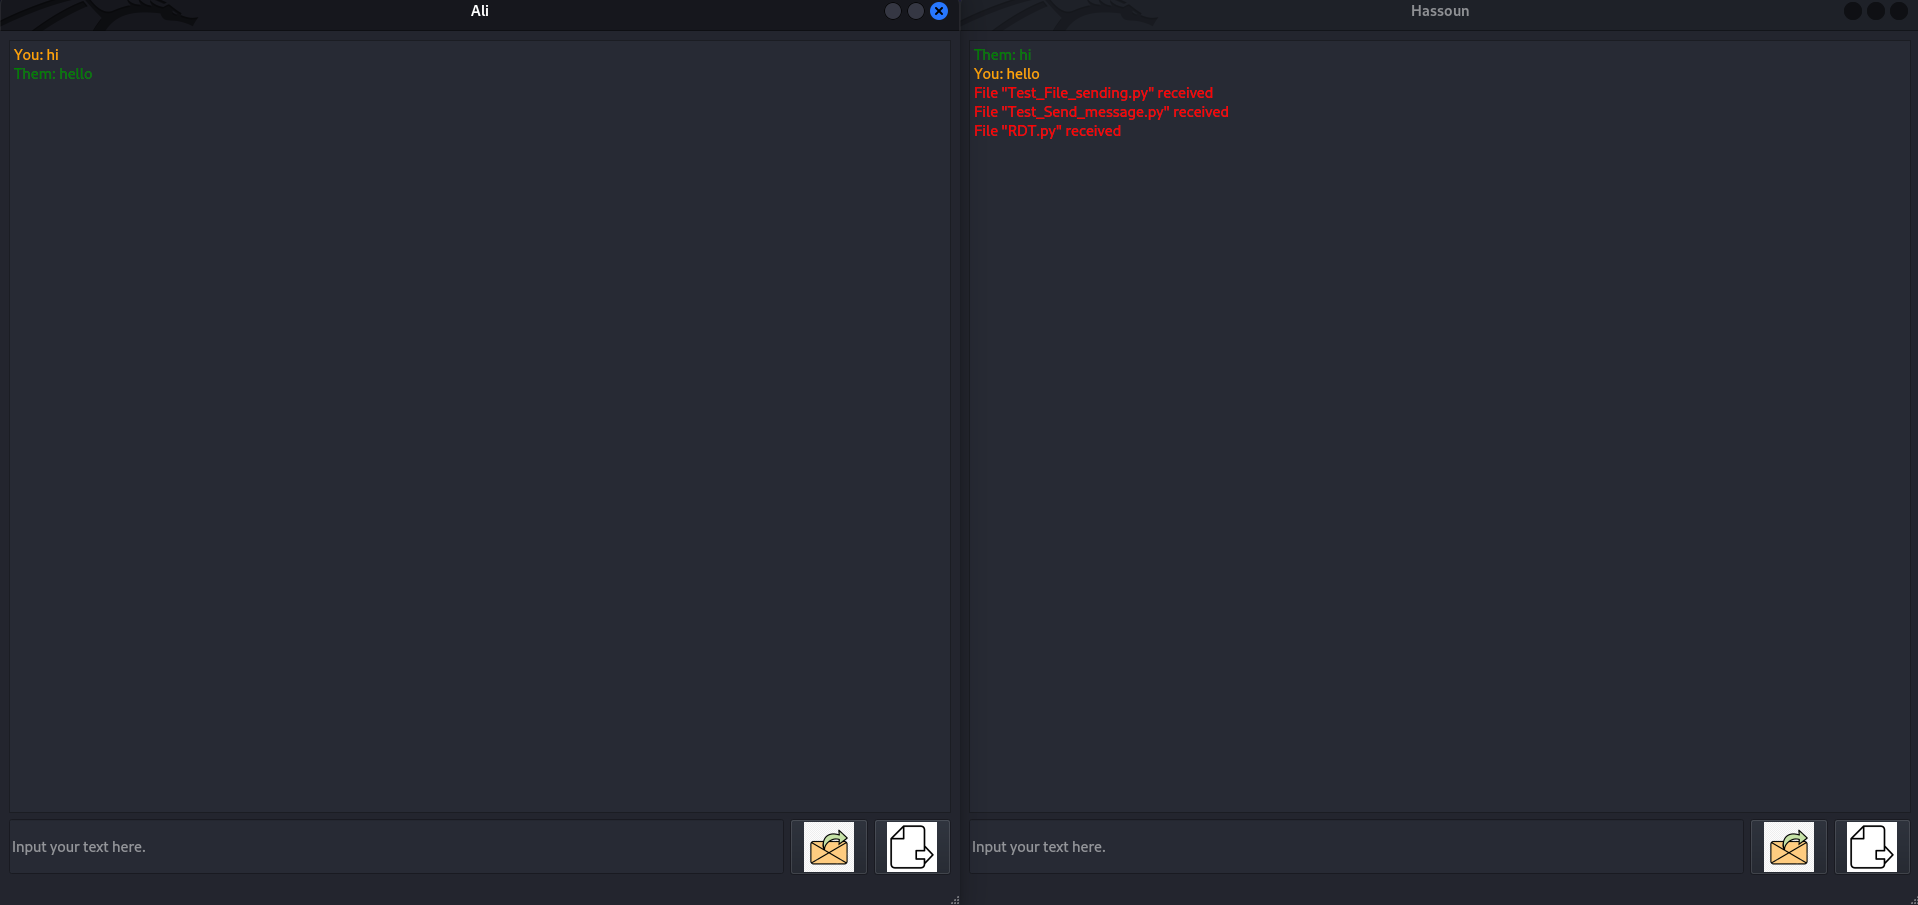 Ali
You: hi
Them: hello
Input your text here.
Hassoun
Them: hi
You: hello
File "Test_File_sending.py" received
File "Test_Send_message.py" received
File "RDT.py" received
Input your text here.